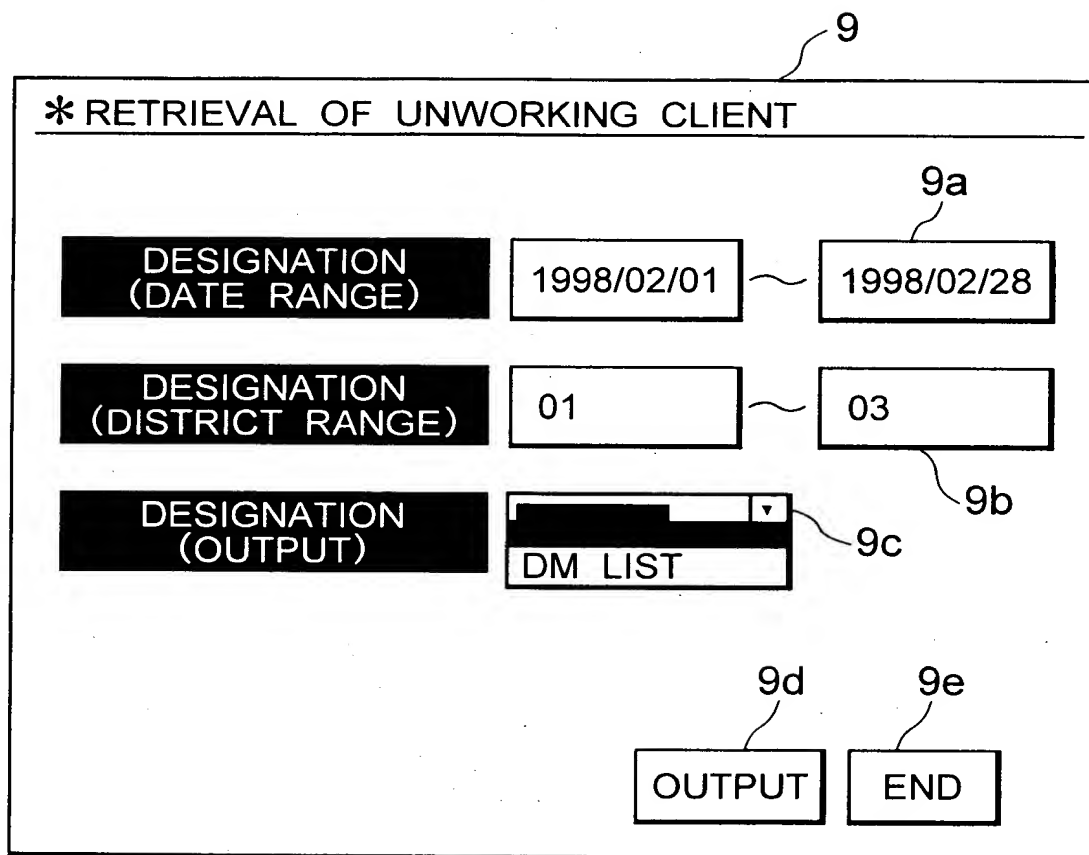 9
* RETRIEVAL OF UNWORKING CLIENT
9a
DESIGNATION
(DATE RANGE)
1998/02/01 ~ 1998/02/28
DESIGNATION
(DISTRICT RANGE)
01 ~ 03
9b
DESIGNATION
(OUTPUT)
▼
9c
DM LIST
9d
9e
OUTPUT
END